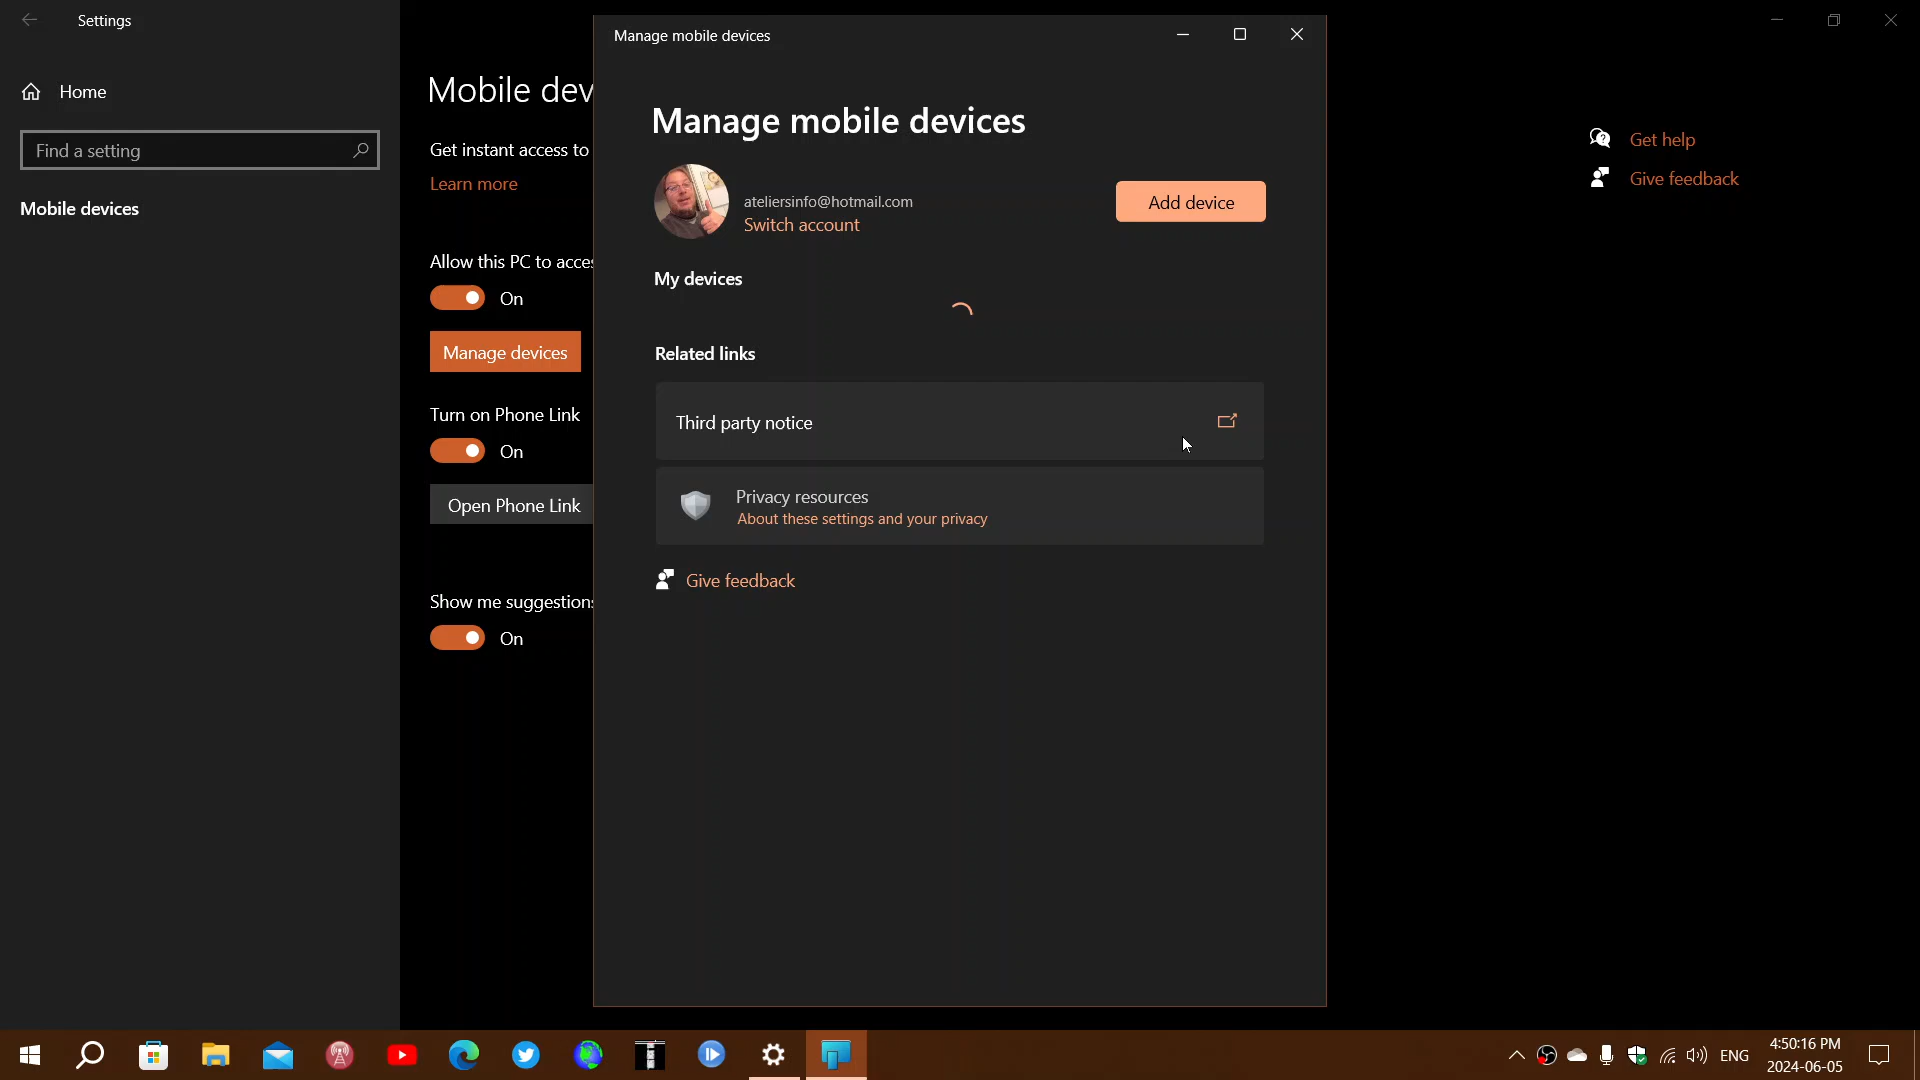 Settings
Home
Find a setting
Mobile devices
Mobile dev
Get instant access to
Learn more
Allow this PC to acces
On
Manage devices
Turn on Phone Link
On
Open Phone Link
Show me suggestions
On
Manage mobile devices
Manage mobile devices
ateliersinfo@hotmail.com
Switch account
Add device
My devices
Related links
Third party notice
Privacy resources
About these settings and your privacy
Give feedback
Get help
Give feedback
ENG
4:50:16 PM
2024-06-05